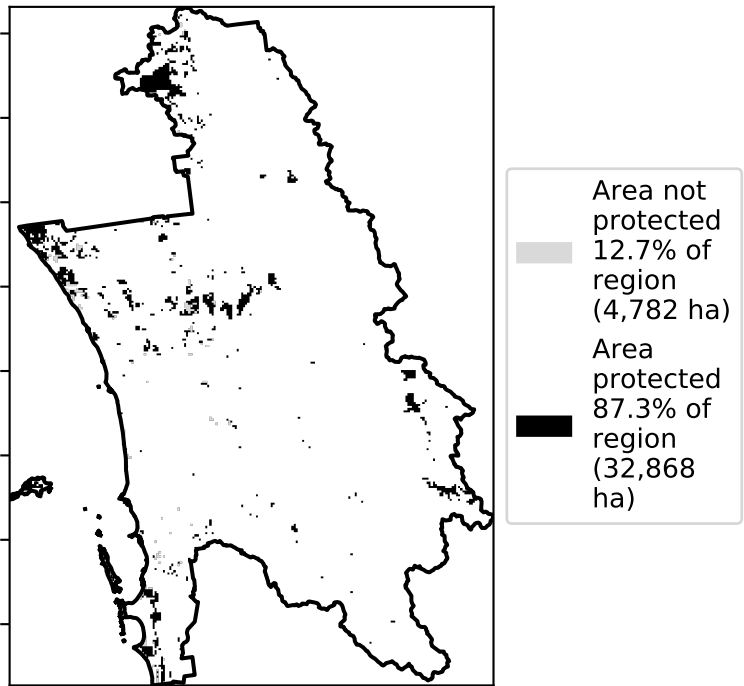 Area not
protected
12.7% of
region
(4,782 ha)
Area
protected
87.3% of
region
(32,868
ha)